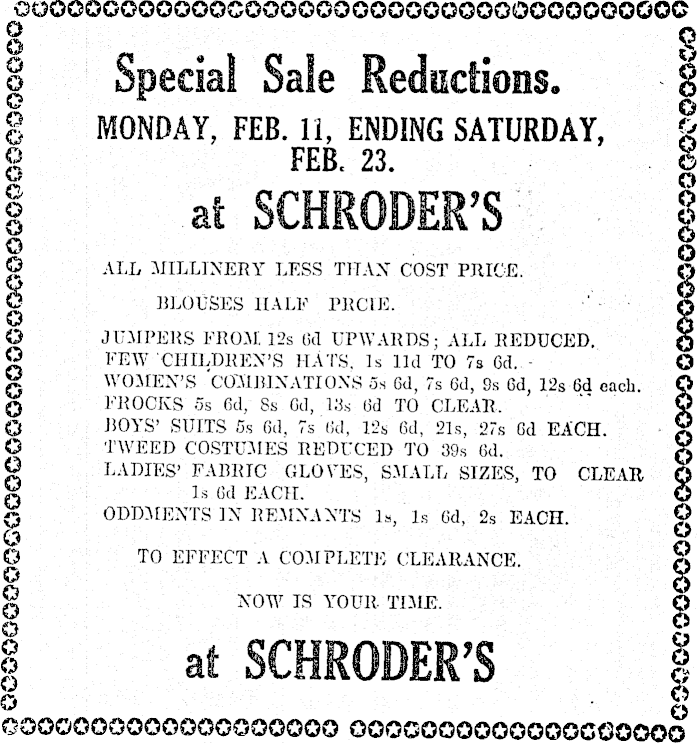 Special Sale Reductions.
MONDAY, FEB. 11, ENDING SATURDAY,
FEB. 23.
at SCHRODER'S
ALL MILLINERY LESS THAN COST PRICE.
BLOUSES HALF PRCIE.
JUMPERS FROM 12s 6d UPWARDS; ALL REDUCED.
FEW CHILDREN'S HATS, 1s 11d TO 7s 6d.
WOMEN'S COMBINATIONS 5s 6d, 7s 6d, 9s 6d, 12s 6d each.
FROCKS 5s 6d, 8s 6d, 13s 6d TO CLEAR.
BOYS' SUITS 5s 6d, 7s 6d, 12s 6d, 21s, 27s 6d EACH.
TWEED COSTUMES REDUCED TO 39s 6d.
LADIES' FABRIC GLOVES, SMALL SIZES, TO CLEAR
1s 6d EACH.
ODDMENTS IN REMNANTS 1s, 1s 6d, 2s EACH.
TO EFFECT A COMPLETE CLEARANCE.
NOW IS YOUR TIME.
at SCHRODER'S